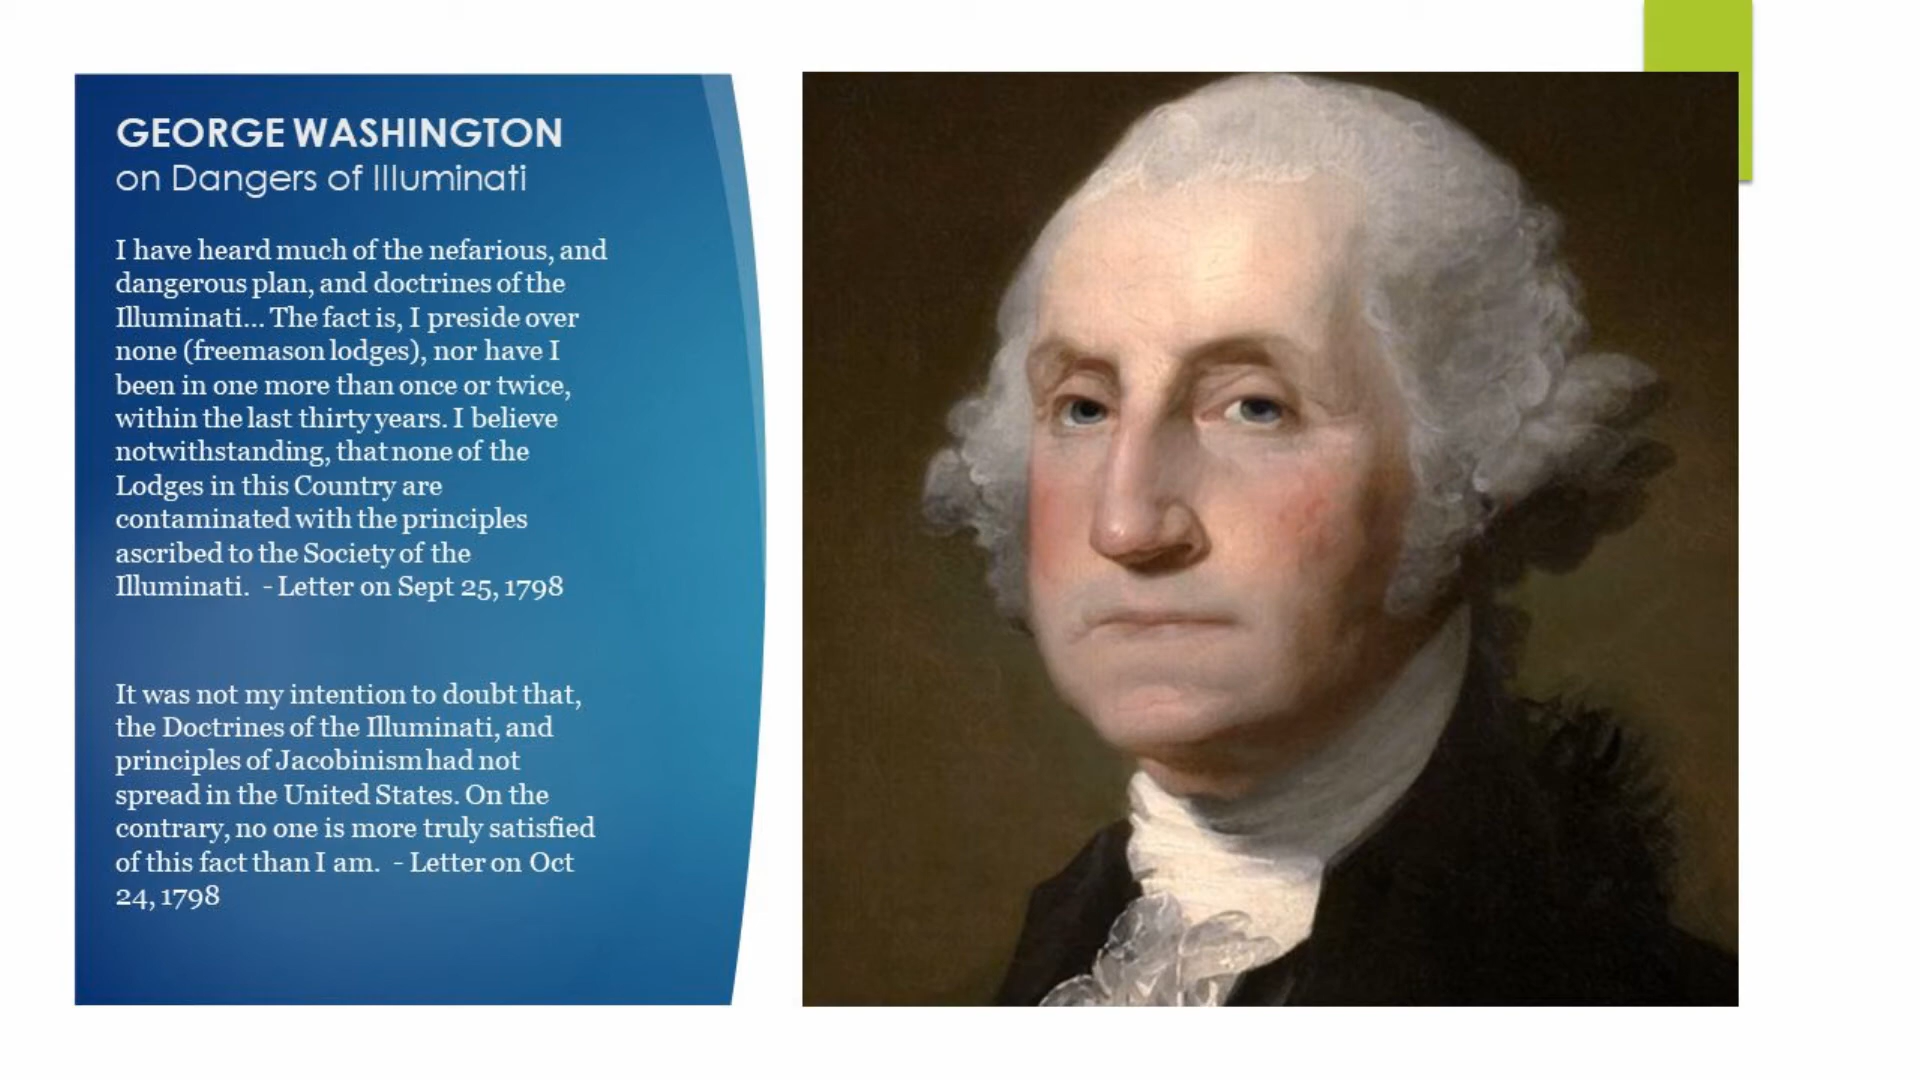 GEORGE WASHINGTON
on Dangers of Illuminati
I have heard much of the nefarious, and
dangerous plan, and doctrines of the
Illuminati... The fact is, I preside over
none (freemason lodges), nor have I
been in one more than once or twice,
within the last thirty years. I believe
notwithstanding, that none of the
Lodges in this Country are
contaminated with the principles
ascribed to the Society of the
Illuminati.  - Letter on Sept 25, 1798
It was not my intention to doubt that,
the Doctrines of the Illuminati, and
principles of Jacobinism had not
spread in the United States. On the
contrary, no one is more truly satisfied
of this fact than I am.  - Letter on Oct
24, 1798